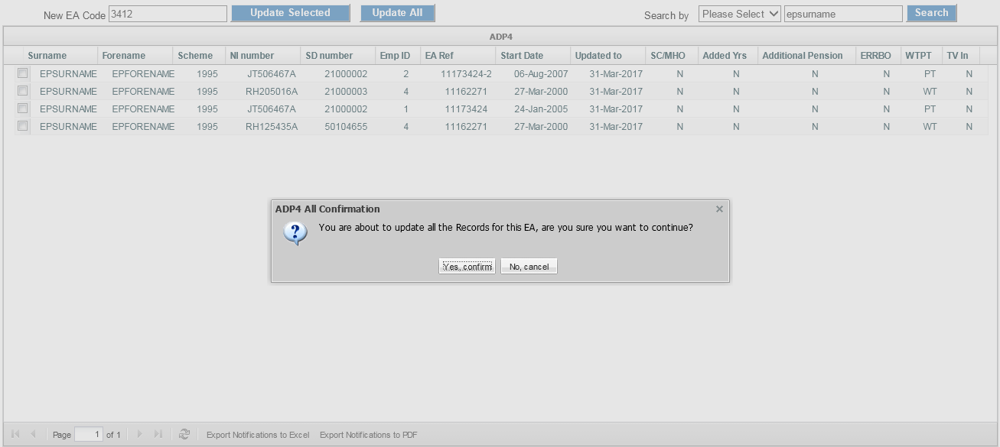 New EA Code 3412 Update Selected Update All Search by Please Select epsurname Search
ADP4
Surname Forename Scheme NI number SD number Emp ID EA Ref Start Date Updated to SC/MHO Added Yrs Additional Pension ERRBO WTPT TV In
EPSURNAME EPFORENAME 1995 JT506467A 21000002 2 11173424-2 06-Aug-2007 31-Mar-2017 N N N N PT N
EPSURNAME EPFORENAME 1995 RH205016A 21000003 4 11162271 27-Mar-2000 31-Mar-2017 N N N N WT N
EPSURNAME EPFORENAME 1995 JT506467A 21000002 1 11173424 24-Jan-2005 31-Mar-2017 N N N N PT N
EPSURNAME EPFORENAME 1995 RH125435A 50104655 4 11162271 27-Mar-2000 31-Mar-2017 N N N N WT N
ADP4 All Confirmation
You are about to update all the Records for this EA, are you sure you want to continue?
Yes, confirm No, cancel
Page 1 of 1 Export Notifications to Excel Export Notifications to PDF